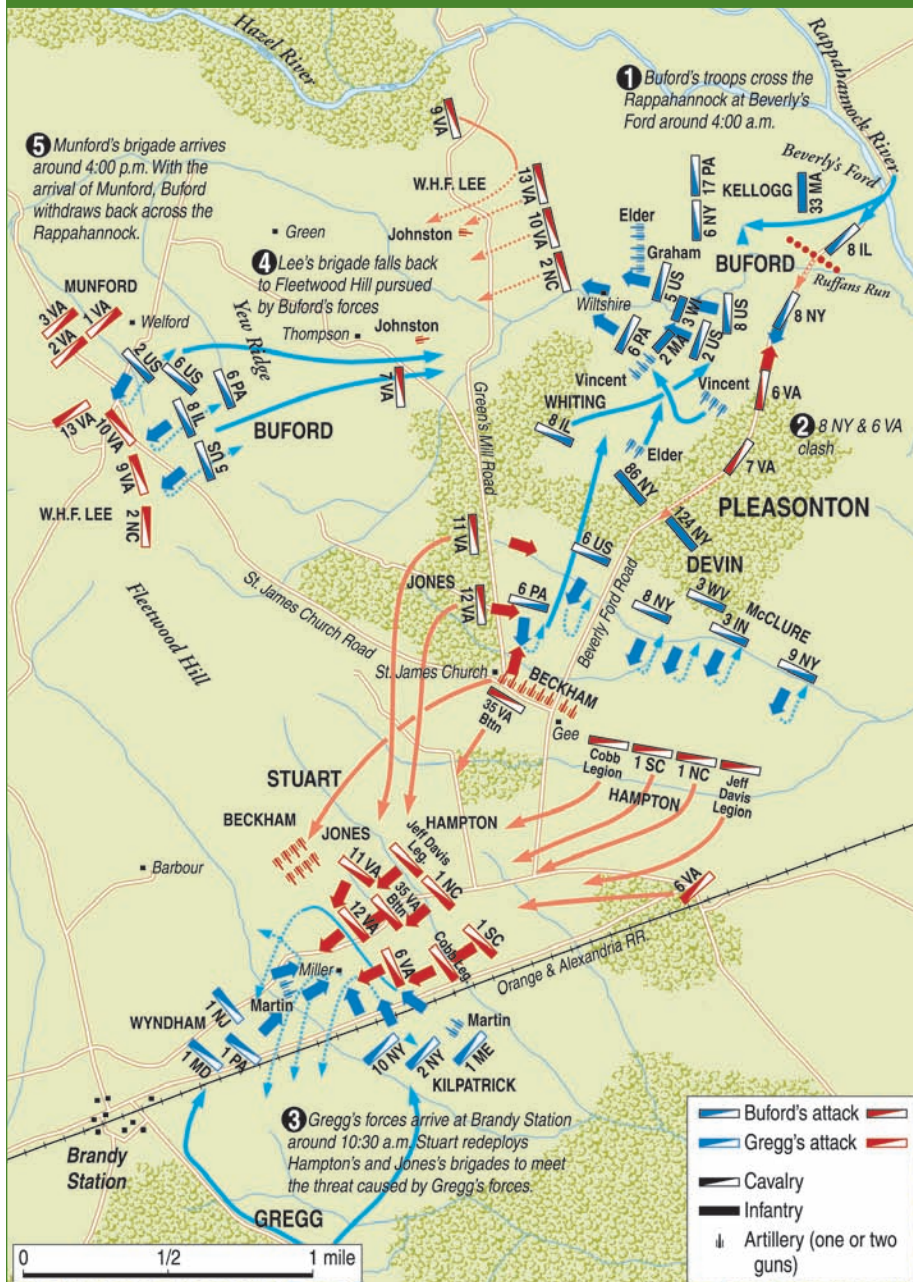 Hazel River
Rappahannock River
❶ Buford's troops cross the
Rappahannock at Beverly's
Ford around 4:00 a.m.
Beverly's Ford
❺ Munford's brigade arrives
around 4:00 p.m. With the
arrival of Munford, Buford
withdraws back across the
Rappahannock.
9 VA
W.H.F. LEE
13 VA
10 VA
2 NC
Johnston
17 PA
6 NY
KELLOGG
33 MA
Elder
Graham
BUFORD
8 IL
Ruffans Run
Green
❹ Lee's brigade falls back
to Fleetwood Hill pursued
by Buford's forces
MUNFORD
3 VA
1 VA
2 VA
Welford
Yew Ridge
Thompson
Johnston
7 VA
Wiltshire
5 US
3 WI
8 US
6 PA
2 MA
2 US
8 NY
6 VA
Vincent
Vincent
WHITING
8 IL
Elder
86 NY
❷ 8 NY & 6 VA
clash
7 VA
PLEASONTON
124 NY
DEVIN
2 US
6 US
6 PA
8 IL
5 US
BUFORD
13 VA
10 VA
9 VA
2 NC
W.H.F. LEE
Green's Mill Road
11 VA
6 US
JONES
12 VA
6 PA
Beverly Ford Road
3 WV
8 NY
3 IN
McCLURE
9 NY
Fleetwood Hill
St. James Church Road
St. James Church
BECKHAM
35 VA
Bttn
Gee
Cobb
Legion
1 SC
1 NC
Jeff
Davis
Legion
HAMPTON
STUART
BECKHAM
JONES
HAMPTON
Jeff Davis
Leg.
11 VA
1 NC
35 VA
Bttn
12 VA
1 SC
Cobb Leg.
6 VA
6 VA
Barbour
Orange & Alexandria RR.
Miller
Martin
WYNDHAM
1 NJ
1 MD
1 PA
Martin
10 NY
2 NY
1 ME
KILPATRICK
❸ Gregg's forces arrive at Brandy Station
around 10:30 a.m. Stuart redeploys
Hampton's and Jones's brigades to meet
the threat caused by Gregg's forces.
Brandy
Station
GREGG
0 1/2 1 mile
Buford's attack
Gregg's attack
Cavalry
Infantry
Artillery (one or two
guns)